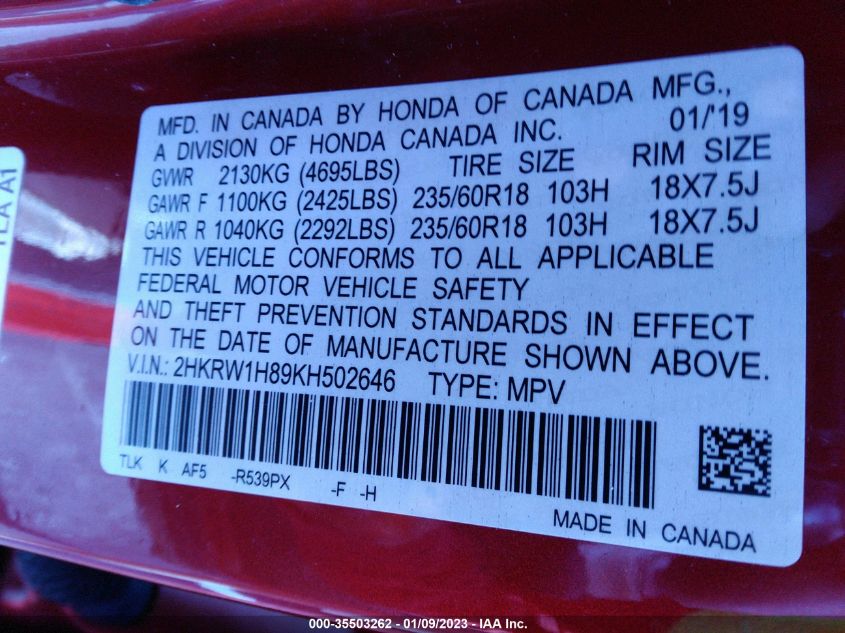 MFD. IN CANADA BY HONDA OF CANADA MFG.,
A DIVISION OF HONDA CANADA INC. 01/'19
GVWR 2130KG (4695LBS) TIRE SIZE RIM SIZE
GAWR F 1100KG (2425LBS) 235/60R18 103H 18X7.5J
GAWR R 1040KG (2292LBS) 235/60R18 103H 18X7.5J
THIS VEHICLE CONFORMS TO ALL APPLICABLE
FEDERAL MOTOR VEHICLE SAFETY
AND THEFT PREVENTION STANDARDS IN EFFECT
ON THE DATE OF MANUFACTURE SHOWN ABOVE.
V.I.N.: 2HKRW1H89KH502646 TYPE: MPV
TLK K AF5 -R539PX -F -H
MADE IN CANADA
TLA A1
000-35503262 - 01/09/2023 - IAA Inc.